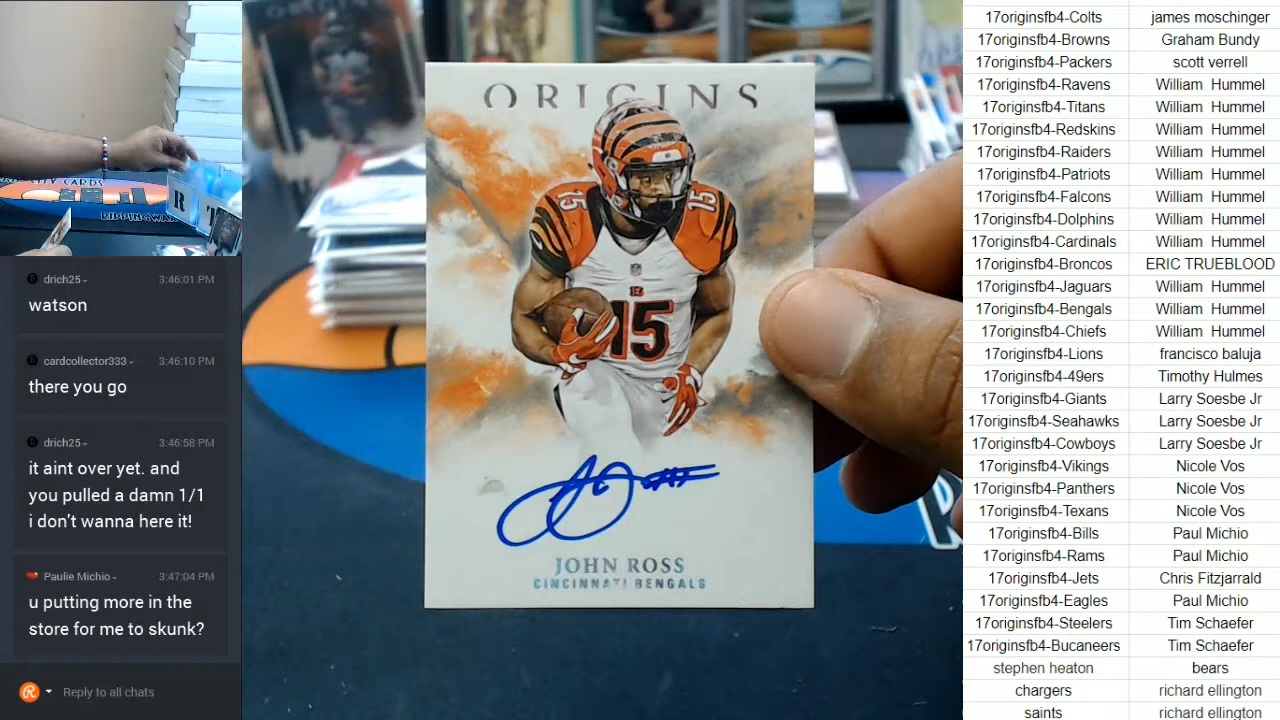 drich25
3:46:01 PM
watson
cardcollector333
3:46:10 PM
there you go
drich25
3:46:58 PM
it aint over yet. and
you pulled a damn 1/1
i don't wanna here it!
Paulie Michio
3:47:04 PM
u putting more in the
store for me to skunk?
Reply to all chats
RIPPINGWA
R
ORIGINS
15
15
15
JOHN ROSS
CINCINNATI BENGALS
17originsfb4-Colts james moschinger
17originsfb4-Browns Graham Bundy
17originsfb4-Packers scott verrell
17originsfb4-Ravens William Hummel
17originsfb4-Titans William Hummel
17originsfb4-Redskins William Hummel
17originsfb4-Raiders William Hummel
17originsfb4-Patriots William Hummel
17originsfb4-Falcons William Hummel
17originsfb4-Dolphins William Hummel
17originsfb4-Cardinals William Hummel
17originsfb4-Broncos ERIC TRUEBLOOD
17originsfb4-Jaguars William Hummel
17originsfb4-Bengals William Hummel
17originsfb4-Chiefs William Hummel
17originsfb4-Lions francisco baluja
17originsfb4-49ers Timothy Hulmes
17originsfb4-Giants Larry Soesbe Jr
17originsfb4-Seahawks Larry Soesbe Jr
17originsfb4-Cowboys Larry Soesbe Jr
17originsfb4-Vikings Nicole Vos
17originsfb4-Panthers Nicole Vos
17originsfb4-Texans Nicole Vos
17originsfb4-Bills Paul Michio
17originsfb4-Rams Paul Michio
17originsfb4-Jets Chris Fitzjarrald
17originsfb4-Eagles Paul Michio
17originsfb4-Steelers Tim Schaefer
17originsfb4-Bucaneers Tim Schaefer
stephen heaton bears
chargers richard ellington
saints richard ellington